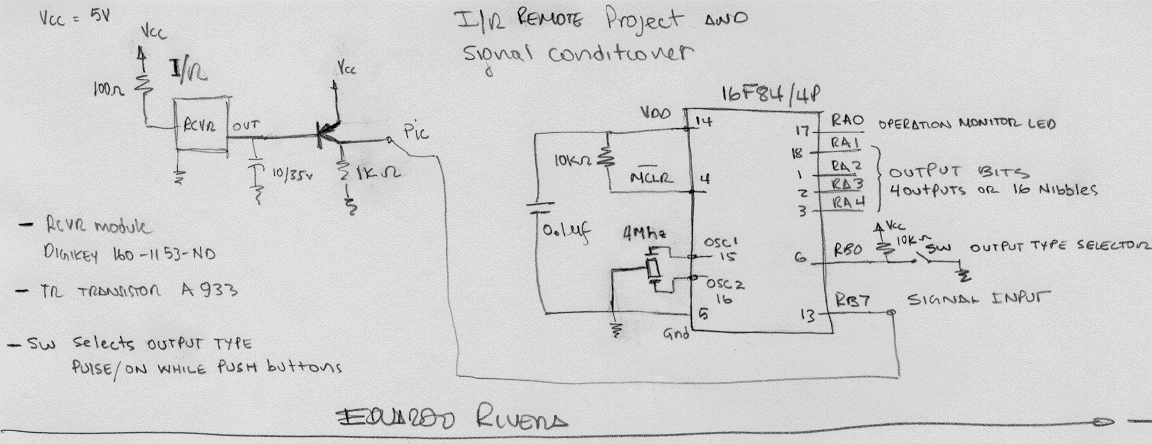 Vcc = 5V
I/R REMOTE Project AND
Signal conditioner
Vcc
100Ω
I/R
RCVR
OUT
Vcc
Pic
10/35v
1KΩ
- RCVR module
DIGIKEY 160-1153-ND
- TR TRANSISTOR A933
- SW Selects OUTPUT TYPE
PULSE/ON WHILE PUSH buttons
16F84/4P
VDD
14
10KΩ
MCLR
4
0.1uf
4Mhz
OSC1
15
OSC2
16
5
Gnd
17 RA0 OPERATION MONITOR LED
18 RA1
1 RA2
2 RA3
3 RA4
OUTPUT BITS
4 OUTPUTS OR 16 Nibbles
Vcc
10KΩ
6 RB0 SW OUTPUT TYPE SELECTOR
13 RB7 SIGNAL INPUT
EDUARDO RIVERA